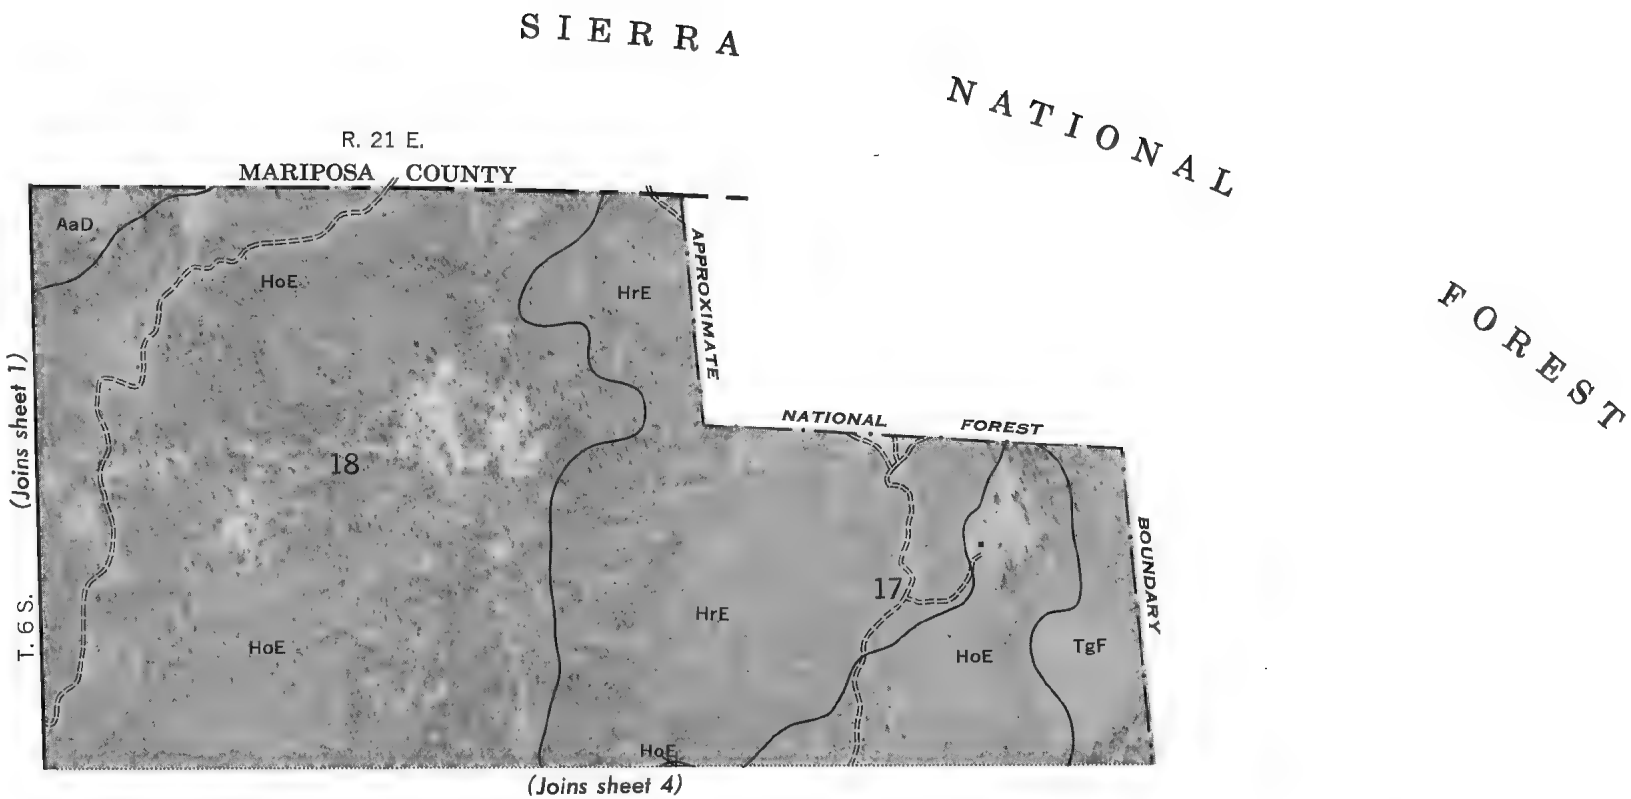 SIERRA
NATIONAL
FOREST
R. 21 E.
MARIPOSA COUNTY
AaD
HoE
HrE
APPROXIMATE
(Joins sheet 1)
NATIONAL FOREST
18
BOUNDARY
17
T. 6 S.
HrE
HoE
HoE
TgF
HoE
(Joins sheet 4)